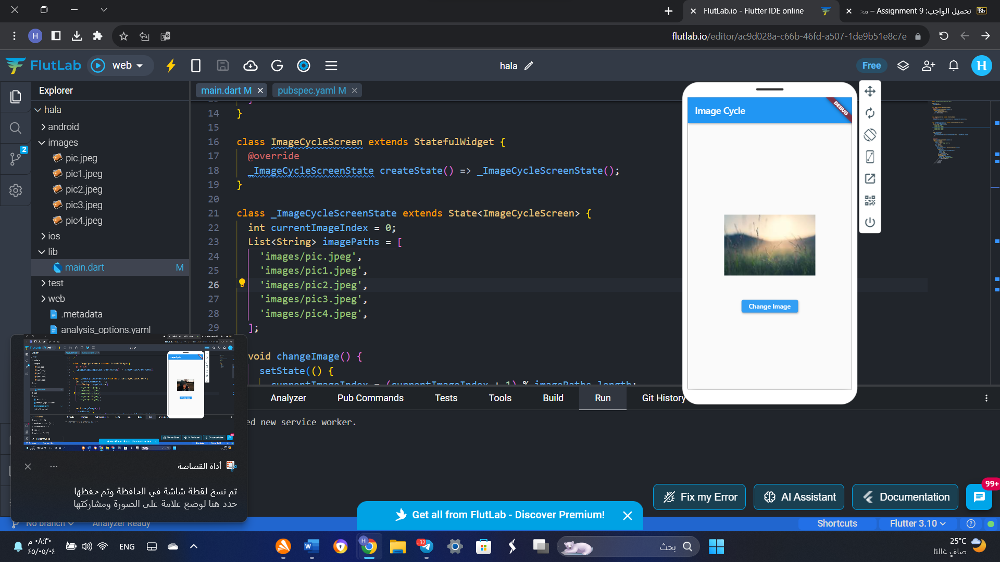 FlutLab.io - Flutter IDE online
Assignment 9 – تحميل الواجب:
flutlab.io/editor/ac9d028a-c66b-46fd-a507-1de9b51e8c7e
H
FlutLab
web
hala
Free
H
Explorer
hala
android
images
pic.jpeg
pic1.jpeg
pic2.jpeg
pic3.jpeg
pic4.jpeg
ios
lib
main.dart M
test
web
.metadata
analysis_options.yaml
2
main.dart M
pubspec.yaml M
14 }
15
16 class ImageCycleScreen extends StatefulWidget {
17 @override
18 _ImageCycleScreenState createState() => _ImageCycleScreenState();
19 }
20
21 class _ImageCycleScreenState extends State<ImageCycleScreen> {
22 int currentImageIndex = 0;
23 List<String> imagePaths = [
24 'images/pic.jpeg',
25 'images/pic1.jpeg',
26 'images/pic2.jpeg',
27 'images/pic3.jpeg',
28 'images/pic4.jpeg',
29 ];
void changeImage() {
setState(() {
currentImageIndex = (currentImageIndex + 1) % imagePaths.length;
Image Cycle
DEBUG
Change Image
Analyzer
Pub Commands
Tests
Tools
Build
Run
Git History
ed new service worker.
أداة القصاصة
تم نسخ لقطة شاشة في الحافظة وتم حفظها
حدد هنا لوضع علامة على الصورة ومشاركتها
Fix my Error
AI Assistant
Documentation
99+
Get all from FlutLab - Discover Premium!
No branch
Analyzer Ready
Shortcuts
Flutter 3.10
٠٨:٣٠ م
٤٥/٠٥/٠٤
ENG
32
بحث
25°C
صافٍ غالبًا